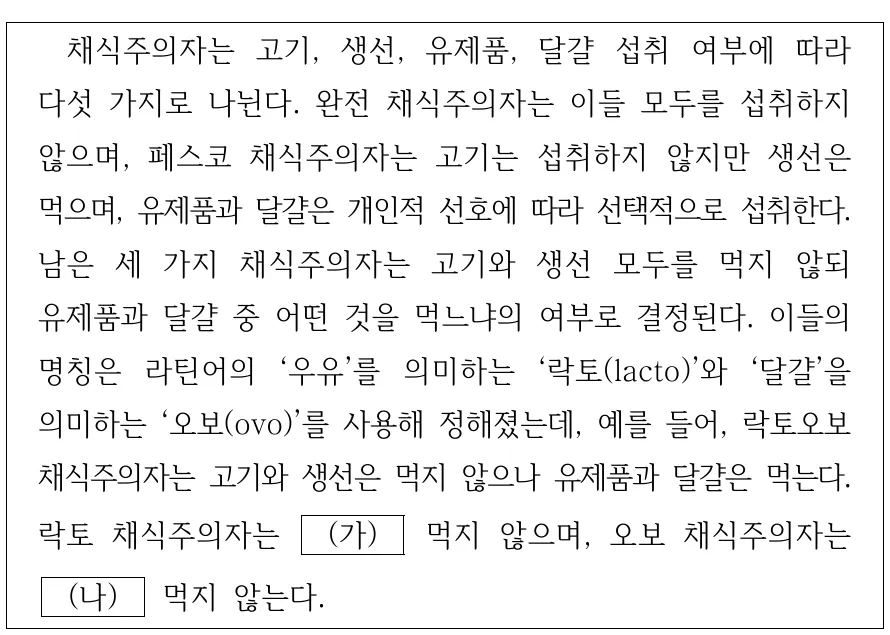 채식주의자는 고기, 생선, 유제품, 달걀 섭취 여부에 따라
다섯 가지로 나뉜다. 완전 채식주의자는 이들 모두를 섭취하지
않으며, 페스코 채식주의자는 고기는 섭취하지 않지만 생선은
먹으며, 유제품과 달걀은 개인적 선호에 따라 선택적으로 섭취한다.
남은 세 가지 채식주의자는 고기와 생선 모두를 먹지 않되
유제품과 달걀 중 어떤 것을 먹느냐의 여부로 결정된다. 이들의
명칭은 라틴어의 ‘우유’를 의미하는 ‘락토(lacto)’와 ‘달걀’을
의미하는 ‘오보(ovo)’를 사용해 정해졌는데, 예를 들어, 락토오보
채식주의자는 고기와 생선은 먹지 않으나 유제품과 달걀은 먹는다.
락토 채식주의자는 (가) 먹지 않으며, 오보 채식주의자는
(나) 먹지 않는다.